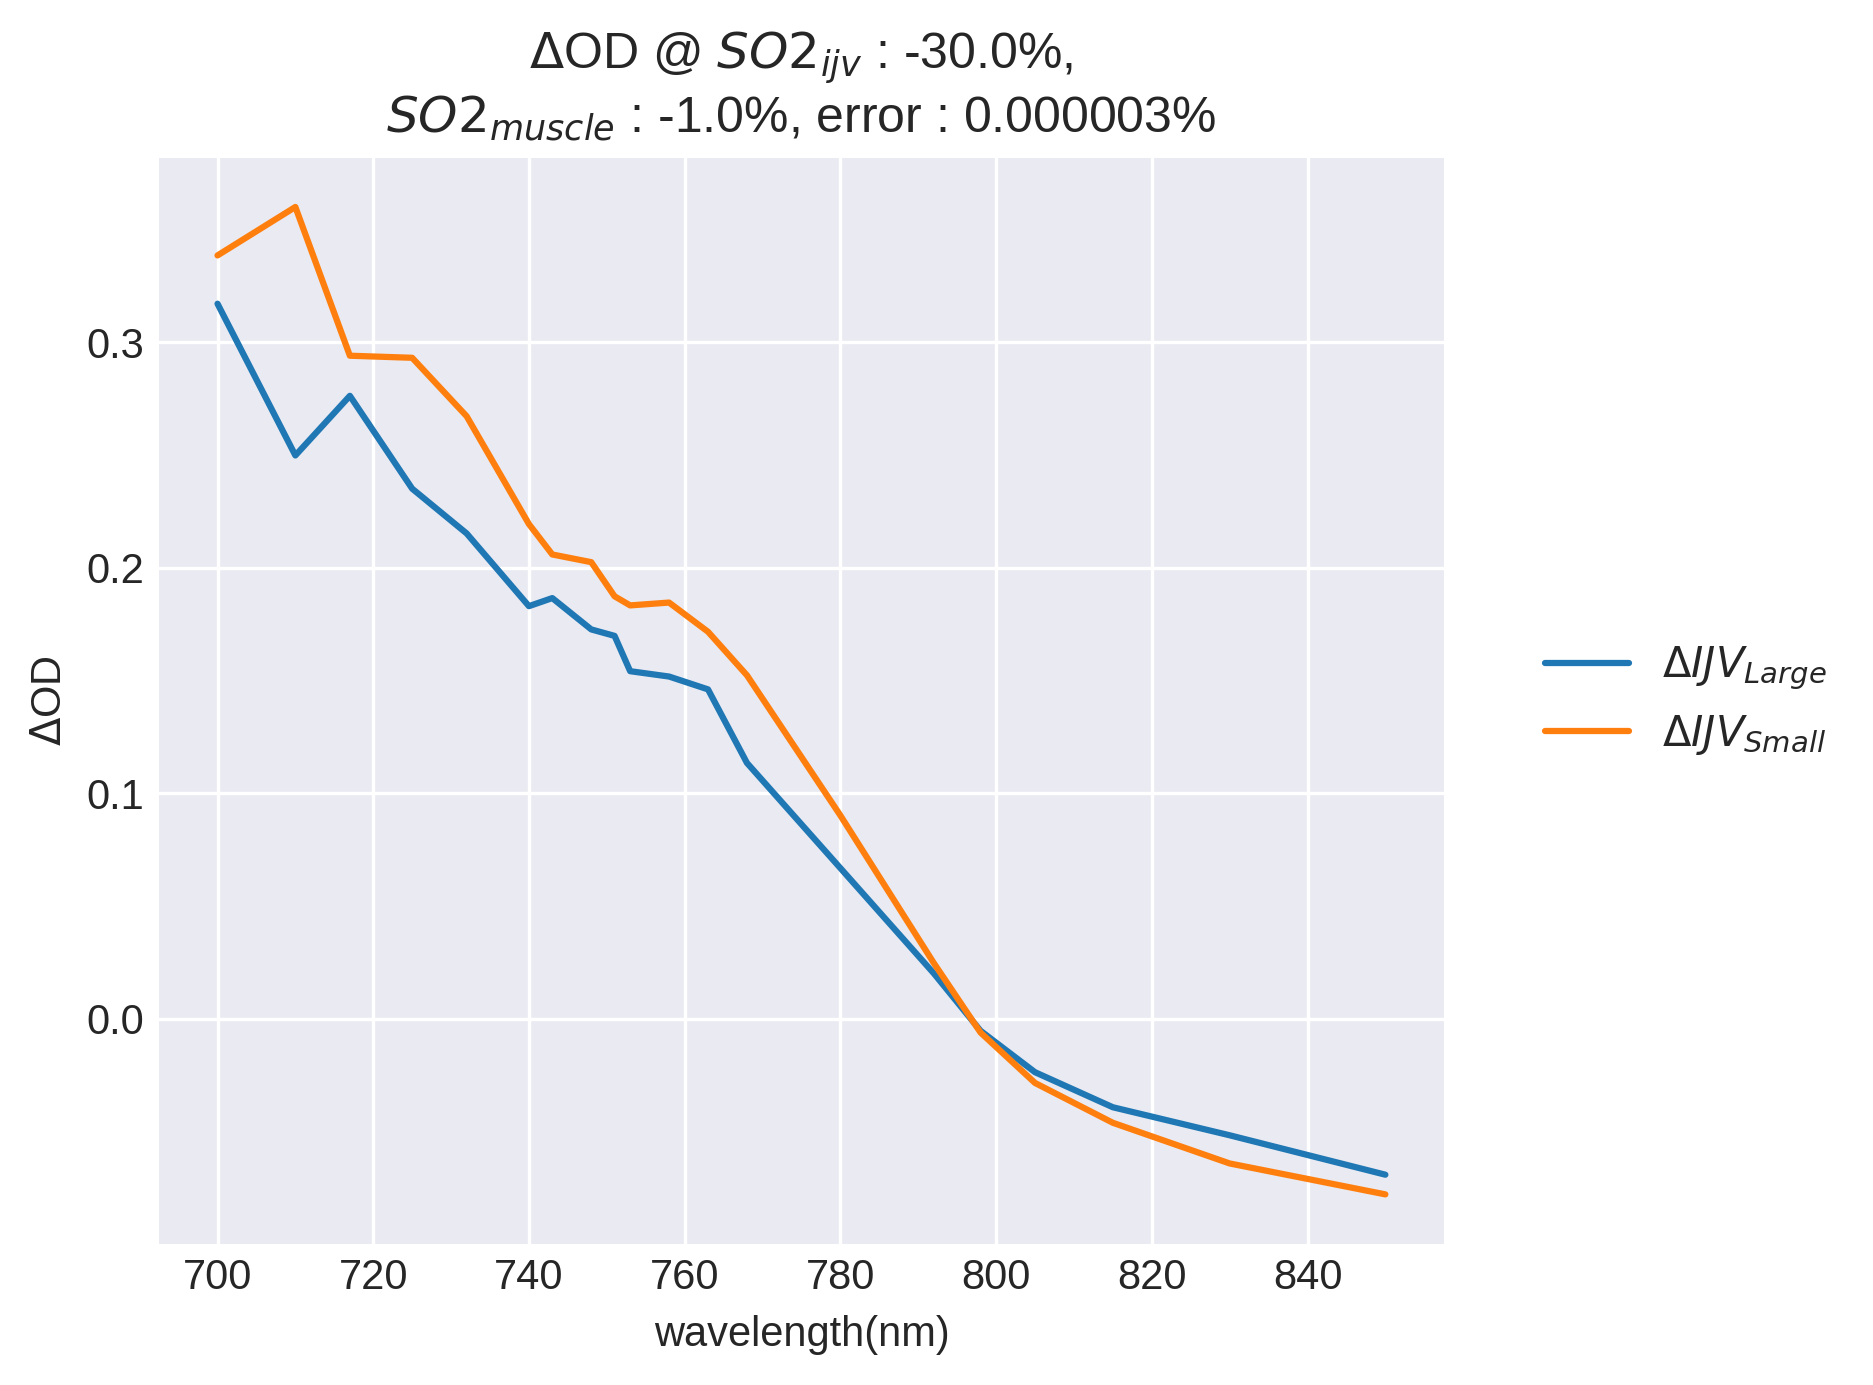 ΔOD @ SO2ijv : -30.0%,
SO2muscle : -1.0%, error : 0.000003%
ΔOD
0.3
0.2
0.1
0.0
700 720 740 760 780 800 820 840
wavelength(nm)
ΔIJVLarge
ΔIJVSmall